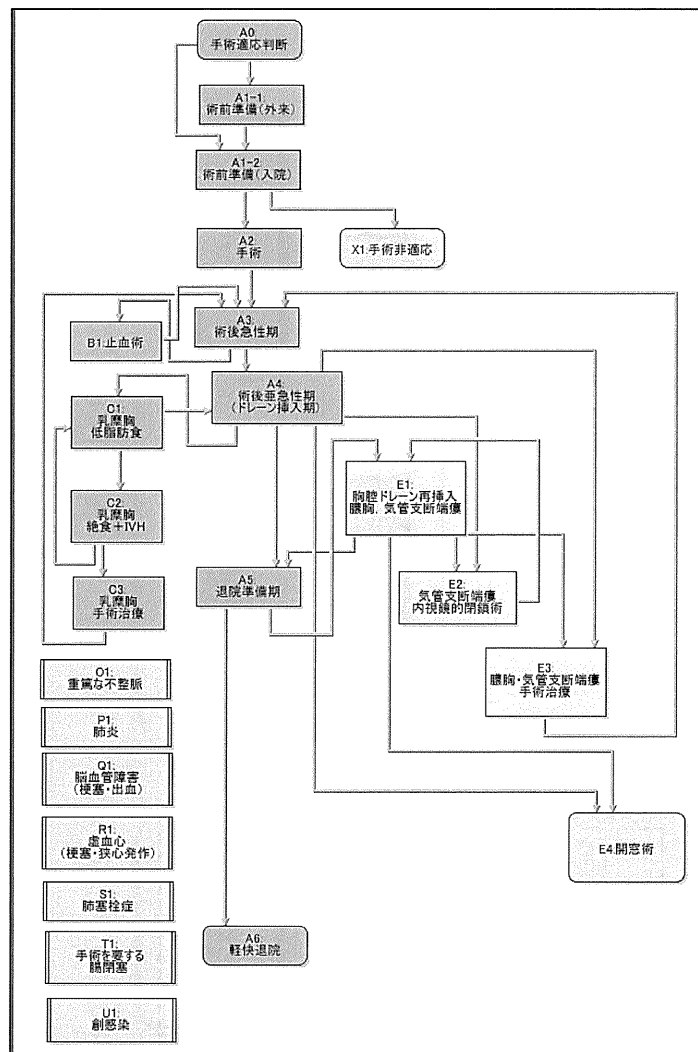 A0:
手術適応判断
A1-1:
術前準備(外来)
A1-2:
術前準備(入院)
A2:
手術
X1:手術非適応
A3:
術後急性期
B1:止血術
A4:
術後亜急性期
(ドレーン挿入期)
C1:
乳糜胸
低脂肪食
E1:
胸腔ドレーン再挿入
膿胸,気管支断端瘻
C2:
乳糜胸
絶食+IVH
A5:
退院準備期
E2:
気管支断端瘻
内視鏡的閉鎖術
C3:
乳糜胸
手術治療
E3:
膿胸・気管支断端瘻
手術治療
O1:
重篤な不整脈
P1:
肺炎
Q1:
脳血管障害
(梗塞・出血)
R1:
虚血心
(梗塞・狭心発作)
E4:開窓術
S1:
肺塞栓症
T1:
手術を要する
腸閉塞
A6:
軽快退院
U1:
創感染